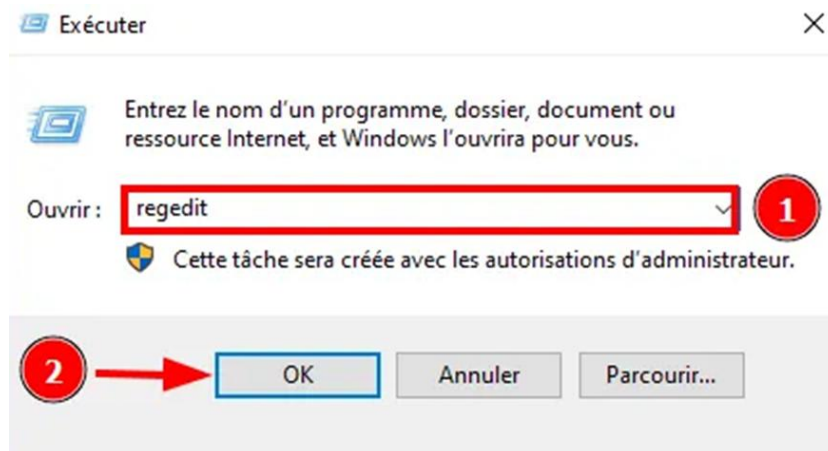 Exécuter
Entrez le nom d'un programme, dossier, document ou
ressource Internet, et Windows l'ouvrira pour vous.
Ouvrir :
regedit
1
Cette tâche sera créée avec les autorisations d'administrateur.
2
OK
Annuler
Parcourir...